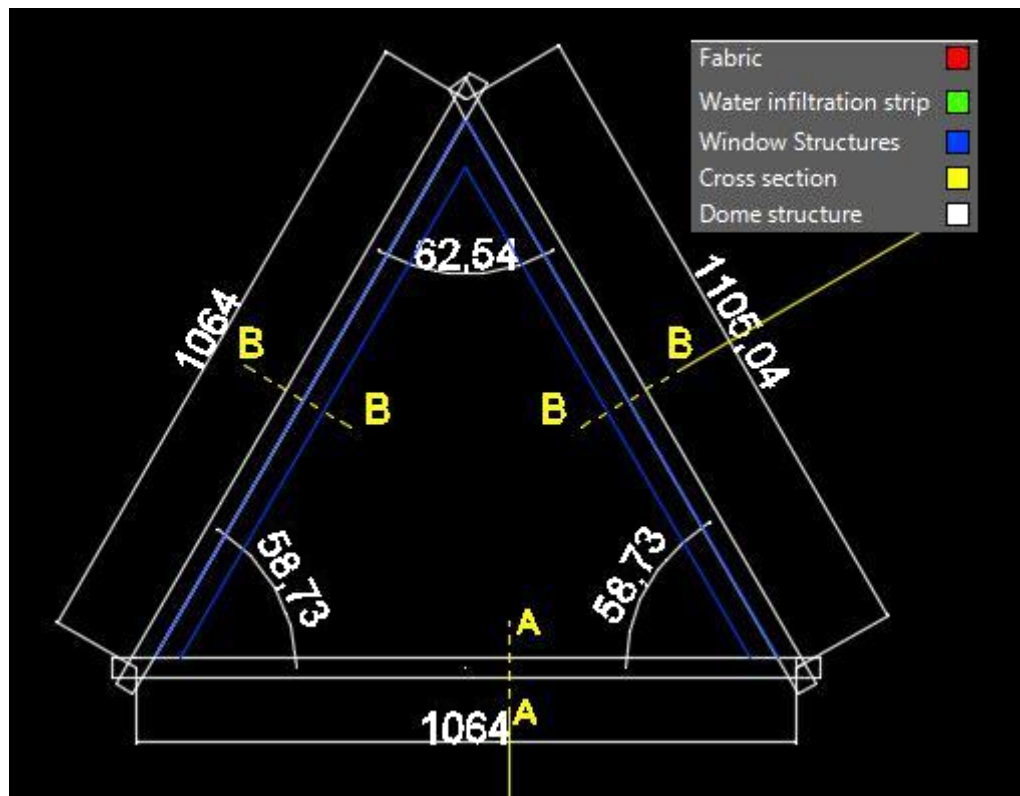 Fabric
Water infiltration strip
Window Structures
Cross section
Dome structure
62,54
1064
1105,04
B
B
B
B
58,73
58,73
A
A
1064